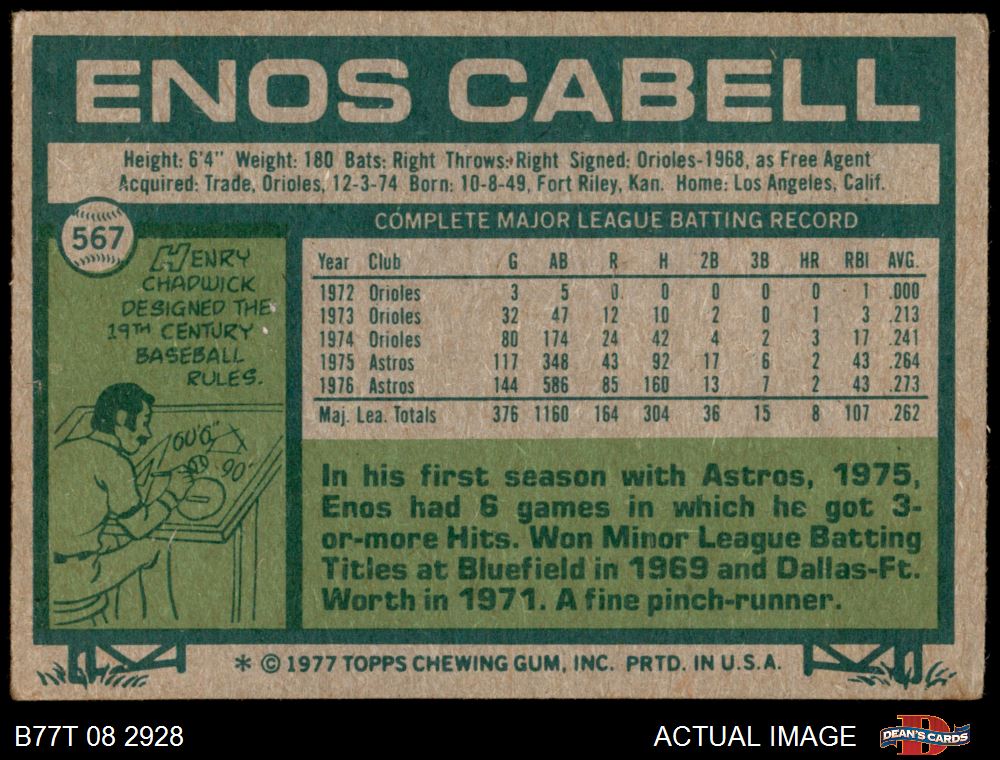 ENOS CABELL
Height: 6'4" Weight: 180 Bats: Right Throws: Right Signed: Orioles-1968, as Free Agent
Acquired: Trade, Orioles, 12-3-74 Born: 10-8-49, Fort Riley, Kan. Home: Los Angeles, Calif.
567
HENRY
CHADWICK
DESIGNED THE
19TH CENTURY
BASEBALL
RULES.
60'6"
90'
COMPLETE MAJOR LEAGUE BATTING RECORD
Year Club G AB R H 2B 3B HR RBI AVG.
1972 Orioles 3 5 0 0 0 0 0 1 .000
1973 Orioles 32 47 12 10 2 0 1 3 .213
1974 Orioles 80 174 24 42 4 2 3 17 .241
1975 Astros 117 348 43 92 17 6 2 43 .264
1976 Astros 144 586 85 160 13 7 2 43 .273
Maj. Lea. Totals 376 1160 164 304 36 15 8 107 .262
In his first season with Astros, 1975,
Enos had 6 games in which he got 3-
or-more Hits. Won Minor League Batting
Titles at Bluefield in 1969 and Dallas-Ft.
Worth in 1971. A fine pinch-runner.
* © 1977 TOPPS CHEWING GUM, INC. PRTD. IN U.S.A.
B77T 08 2928
ACTUAL IMAGE
DEAN'S CARDS